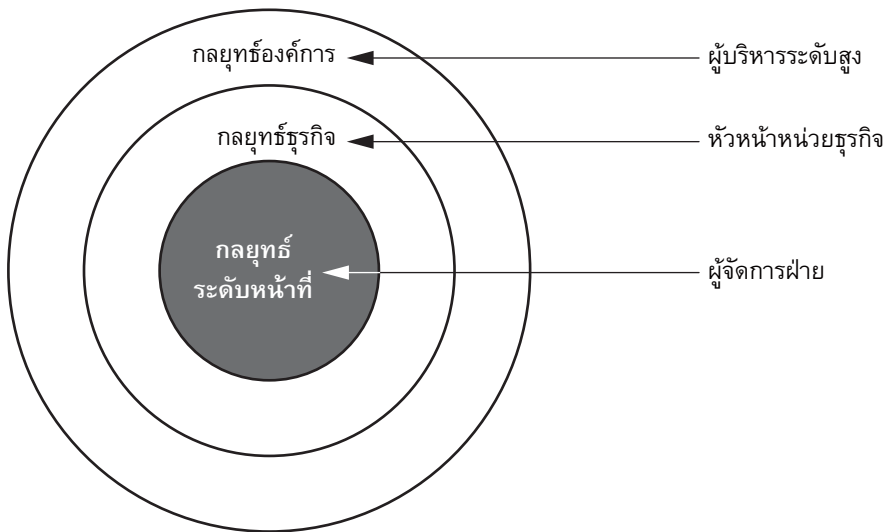 กลยุทธ์องค์การ ผู้บริหารระดับสูง
กลยุทธ์ธุรกิจ หัวหน้าหน่วยธุรกิจ
กลยุทธ์
ระดับหน้าที่ ผู้จัดการฝ่าย